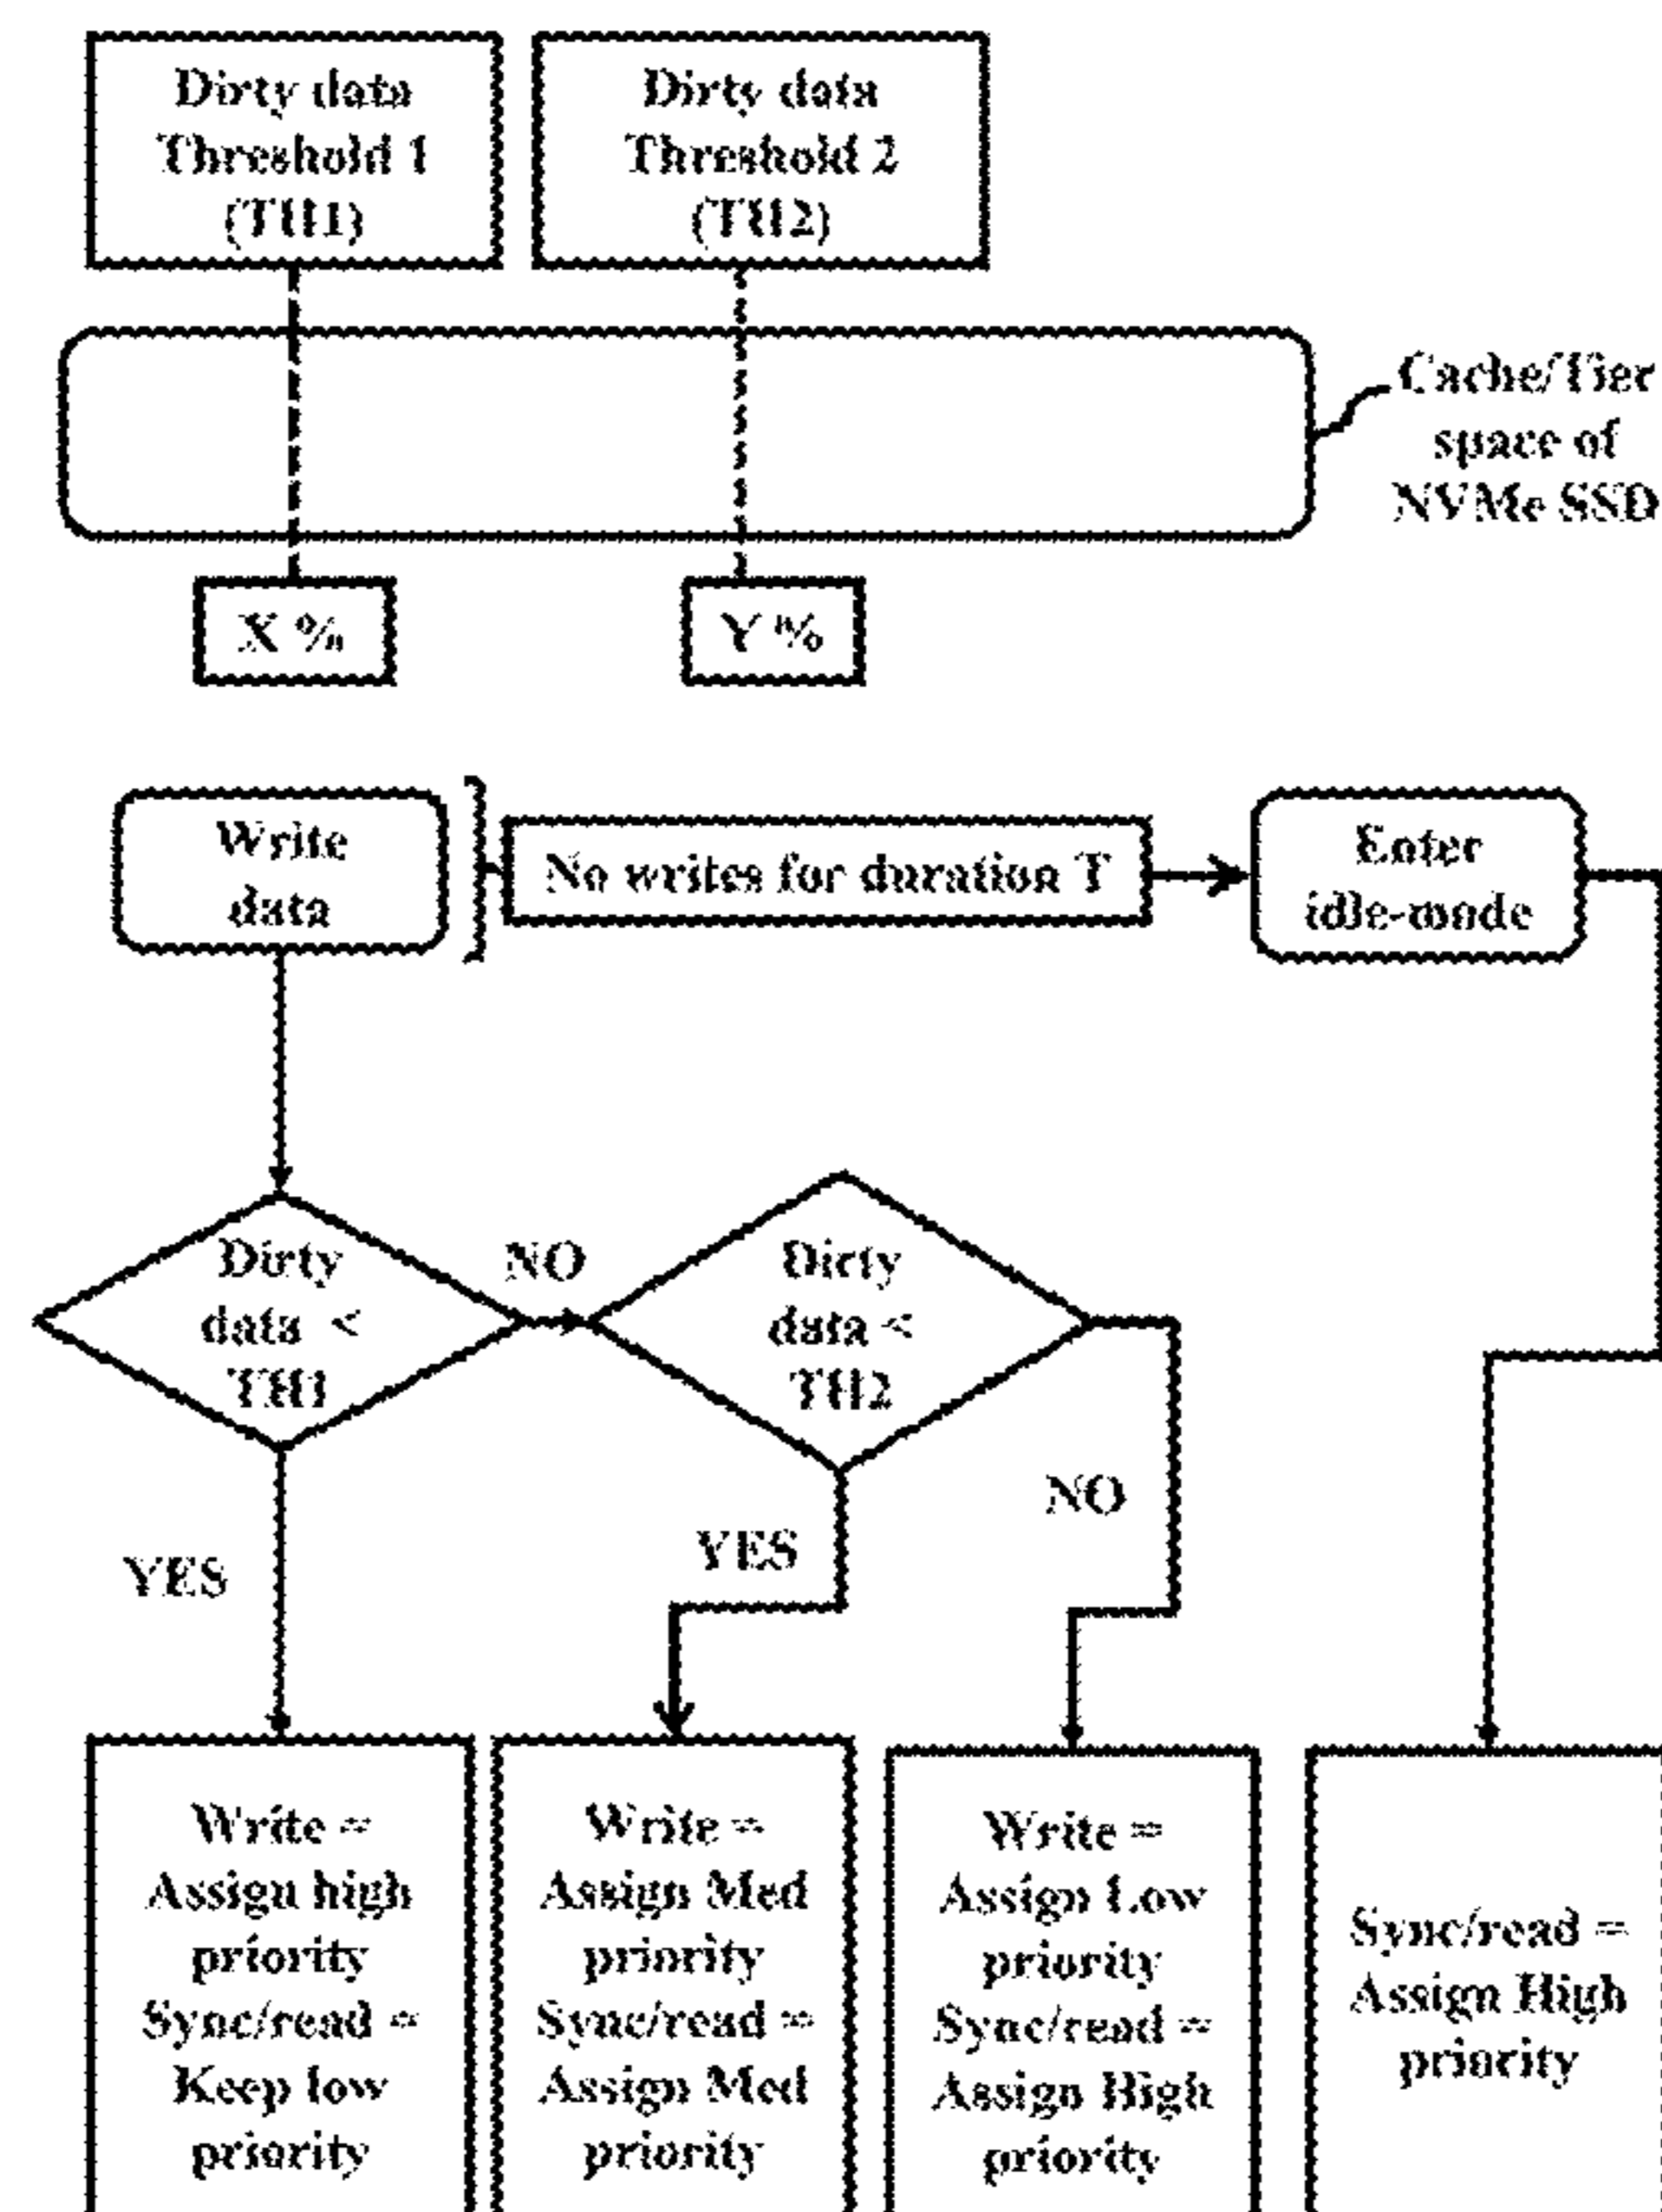 Dirty data
Threshold 1
(TH1)
Dirty data
Threshold 2
(TH2)
Cache/Tier
space of
NVMe SSD
X %
Y %
Write
data
No writes for duration T
Enter
idle-mode
Dirty
data <
TH1
NO
Dirty
data <
TH2
NO
YES
YES
Write =
Assign high
priority
Sync/read =
Keep low
priority
Write =
Assign Med
priority
Sync/read =
Assign Med
priority
Write =
Assign Low
priority
Sync/read =
Assign High
priority
Sync/read =
Assign High
priority